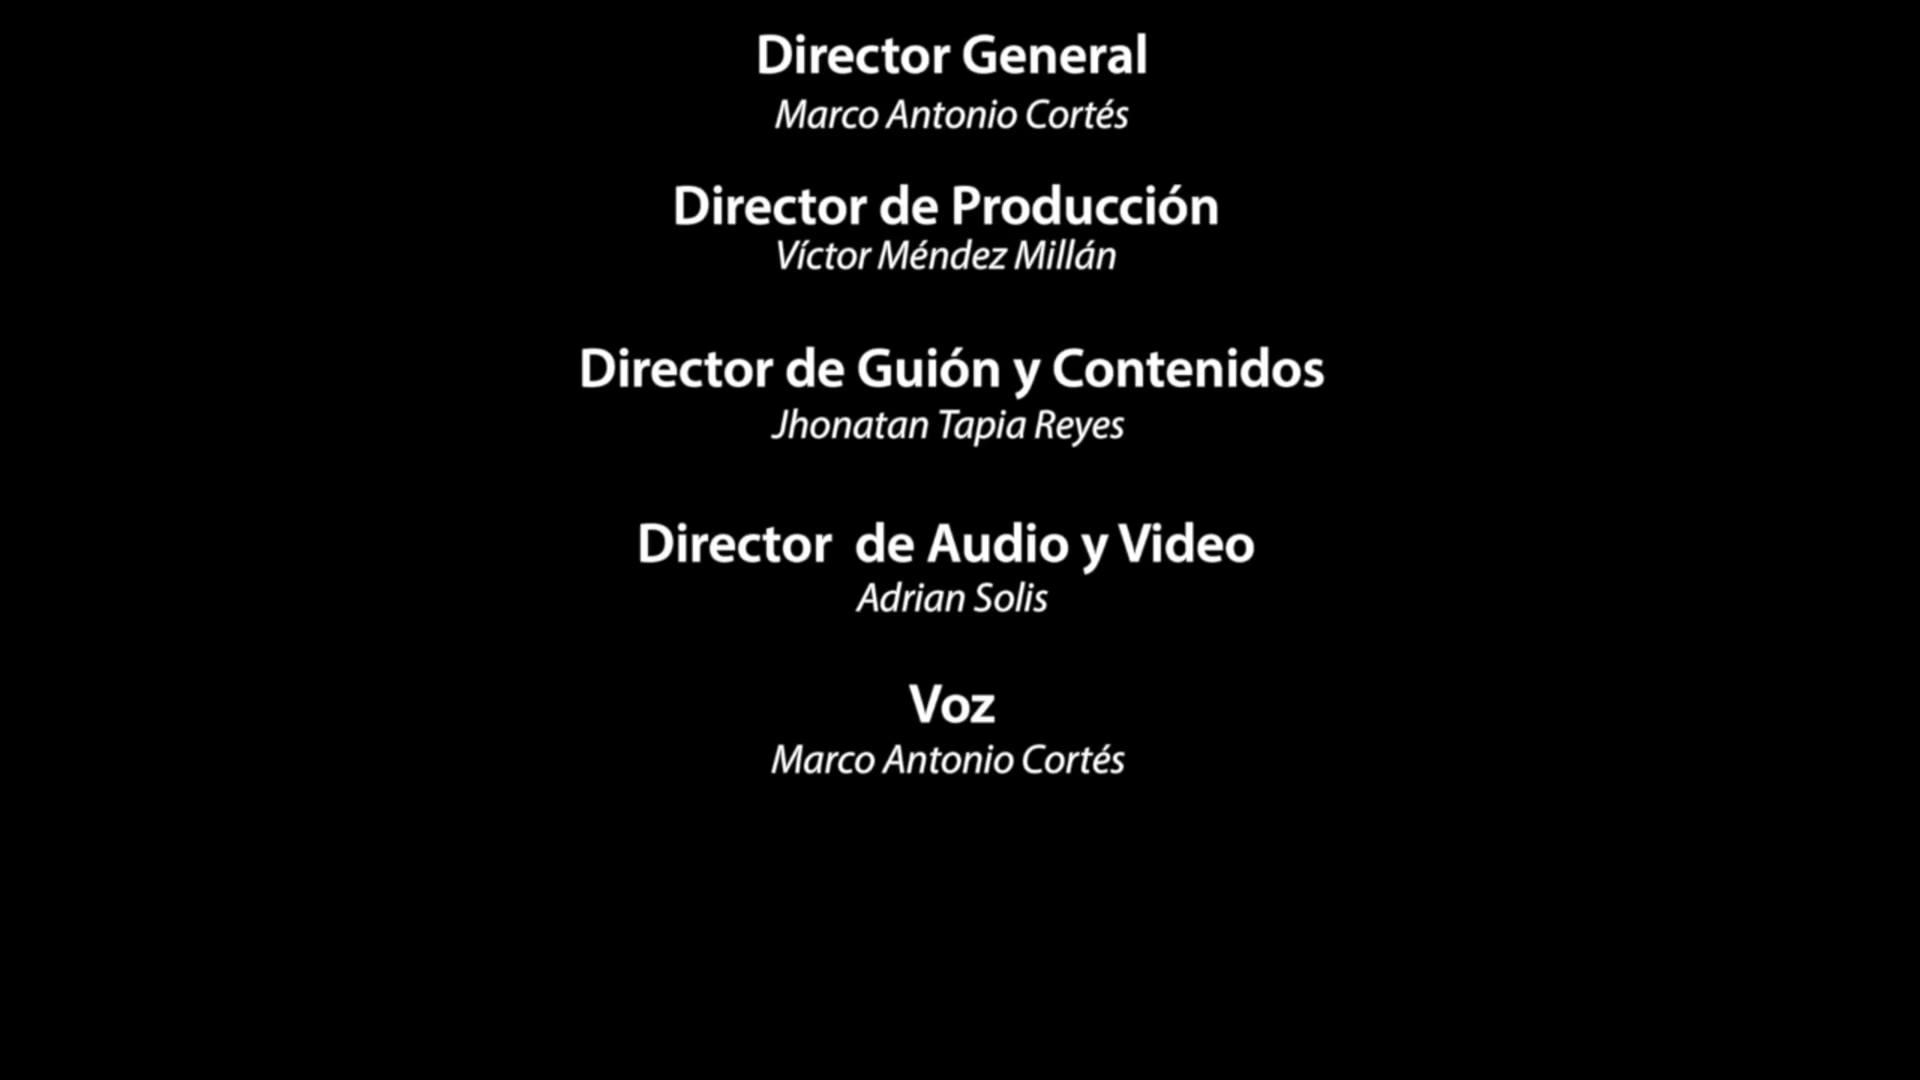 Director General
Marco Antonio Cortés
Director de Producción
Víctor Méndez Millán
Director de Guión y Contenidos
Jhonatan Tapia Reyes
Director  de Audio y Video
Adrian Solis
Voz
Marco Antonio Cortés